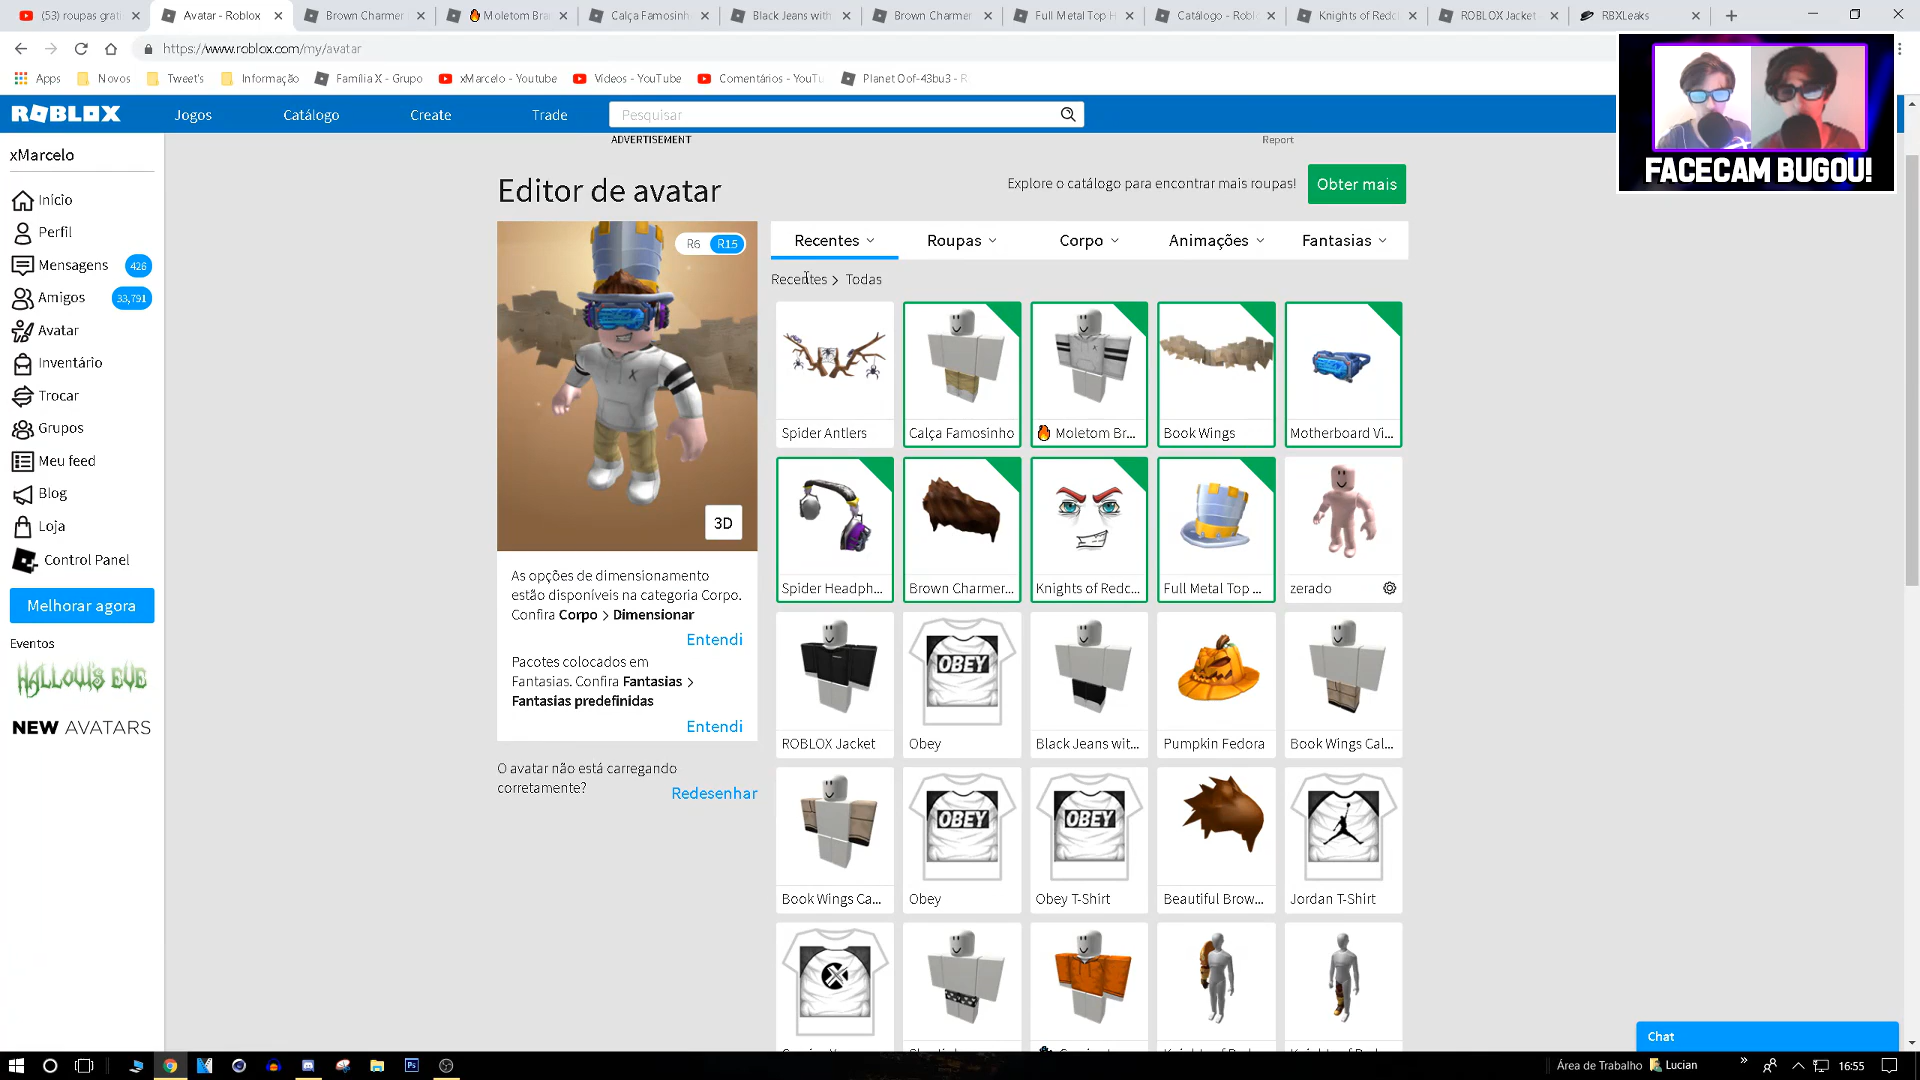 (53) roupas grati
Avatar - Roblox
Brown Charmer
Moletom Bra
Calça Famosinh
Black Jeans with
Brown Charmer
Full Metal Top H
Catálogo - Roblo
Knights of Redc
ROBLOX Jacket
RBXLeaks
https://www.roblox.com/my/avatar
Apps
Novos
Tweet's
Informação
Família X - Grupo
xMarcelo - Youtube
Vídeos - YouTube
Comentários - YouTu
Planet Oof-43bu3 - R
FACECAM BUGOU!
ROBLOX
Jogos
Catálogo
Create
Trade
Pesquisar
xMarcelo
Início
Perfil
Mensagens 426
Amigos 33,791
Avatar
Inventário
Trocar
Grupos
Meu feed
Blog
Loja
Control Panel
Melhorar agora
Eventos
HALLOW'S EVE
NEW AVATARS
ADVERTISEMENT
Report
Editor de avatar
Explore o catálogo para encontrar mais roupas!
Obter mais
R6 R15
3D
As opções de dimensionamento
estão disponíveis na categoria Corpo.
Confira Corpo > Dimensionar
Entendi
Pacotes colocados em
Fantasias. Confira Fantasias >
Fantasias predefinidas
Entendi
O avatar não está carregando
corretamente?
Redesenhar
Recentes
Roupas
Corpo
Animações
Fantasias
Recentes > Todas
Spider Antlers
Calça Famosinho
Moletom Br...
Book Wings
Motherboard Vi...
Spider Headph...
Brown Charmer...
Knights of Redc...
Full Metal Top ...
zerado
OBEY
ROBLOX Jacket
Obey
Black Jeans wit...
Pumpkin Fedora
Book Wings Cal...
OBEY
OBEY
Book Wings Ca...
Obey
Obey T-Shirt
Beautiful Brow...
Jordan T-Shirt
X
Chat
Área de Trabalho
Lucian
16:55